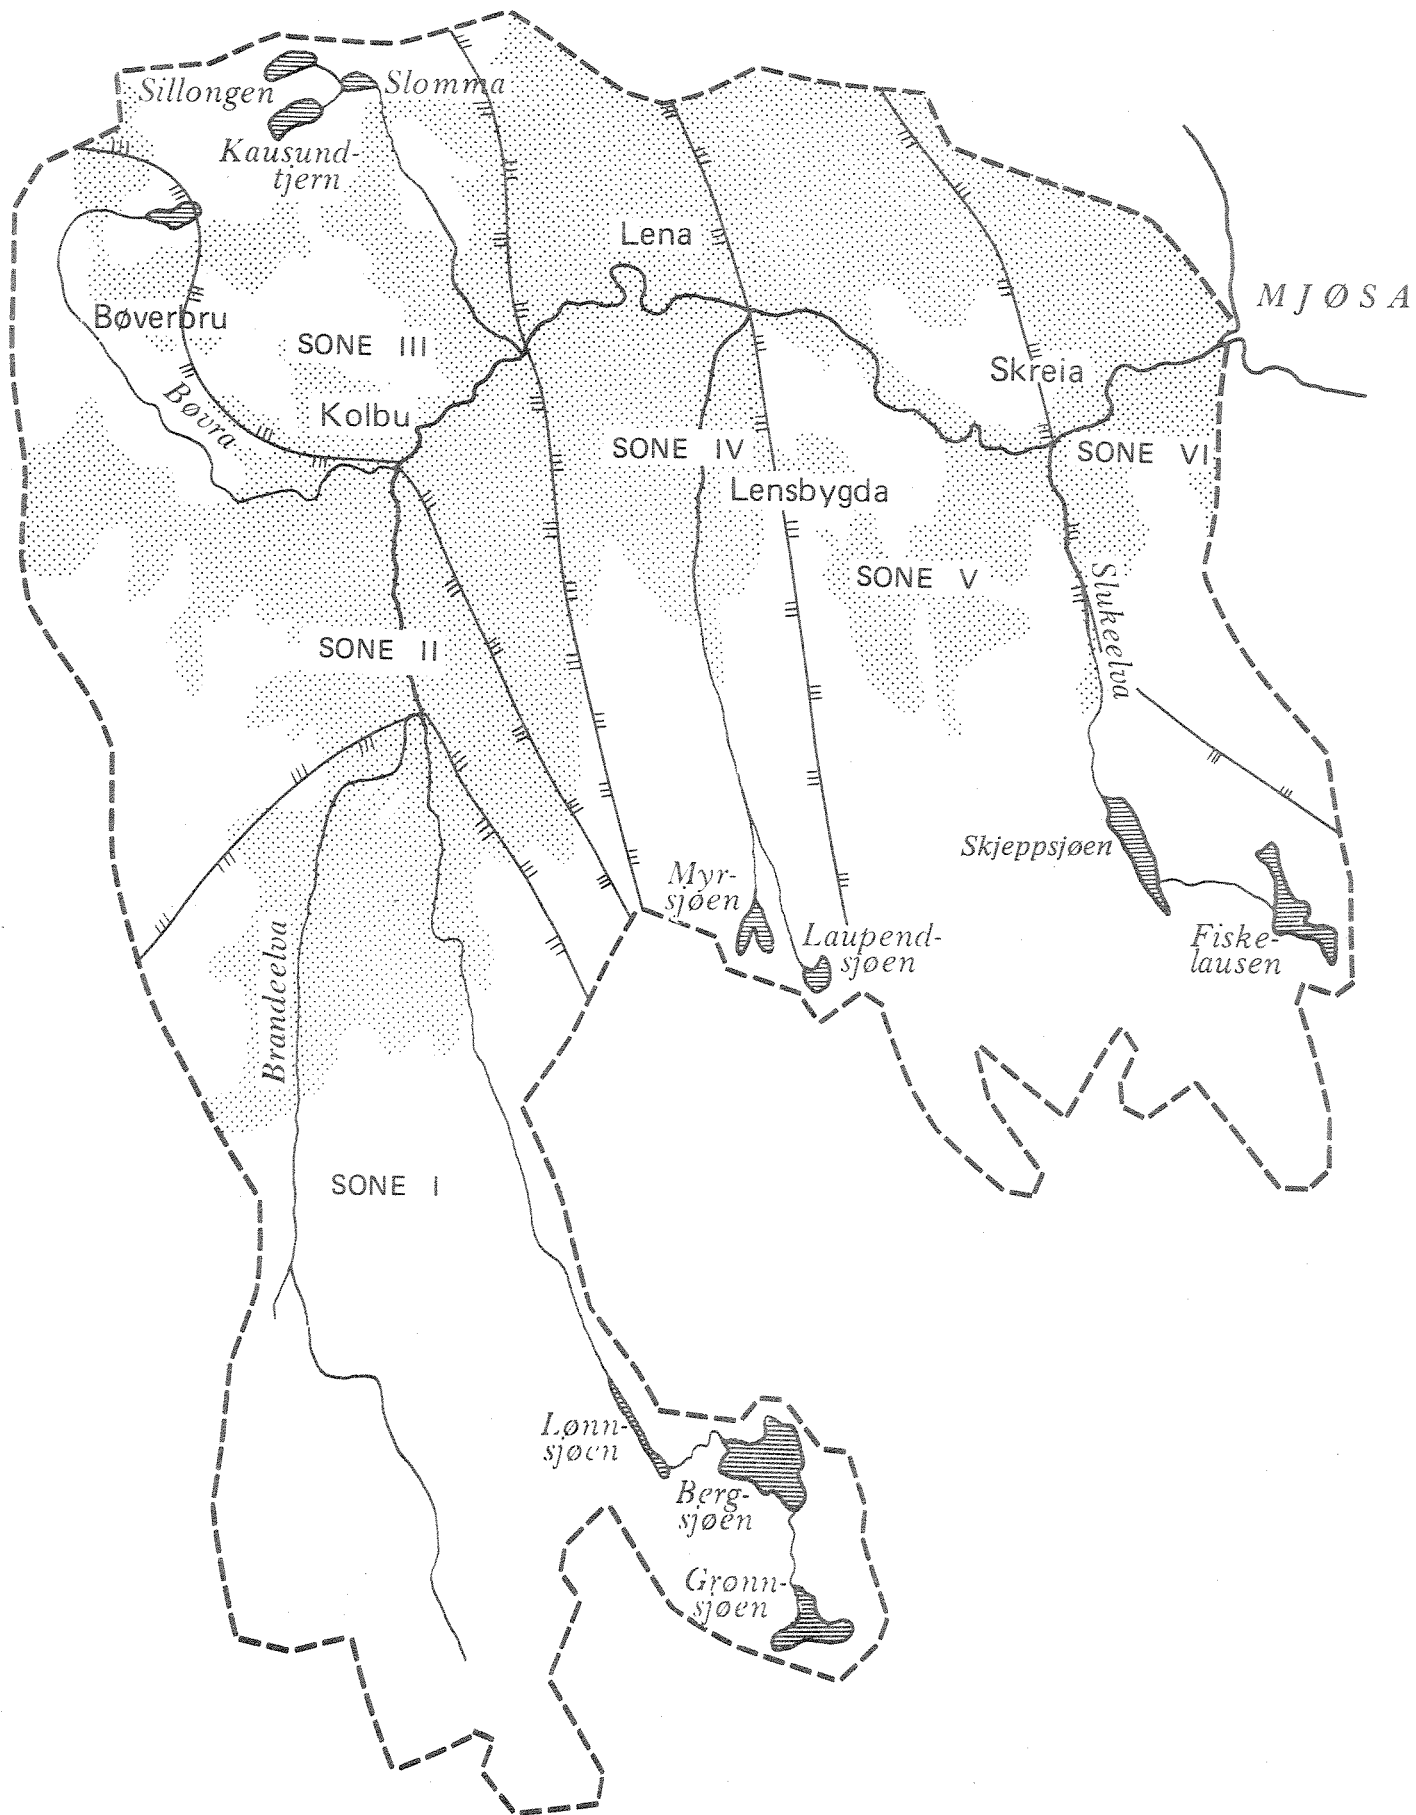 Sillongen
Slomma
Kausund-
tjern
Lena
MJØSA
Bøverbru
SONE III
Skreia
Bøvra
Kolbu
SONE IV
SONE VI
Lensbygda
SONE V
Slukeelva
SONE II
Skjeppsjøen
Myr-
sjøen
Laupend-
sjøen
Fiske-
lausen
Brandeelva
SONE I
Lønn-
sjøen
Berg-
sjøen
Grønn-
sjøen